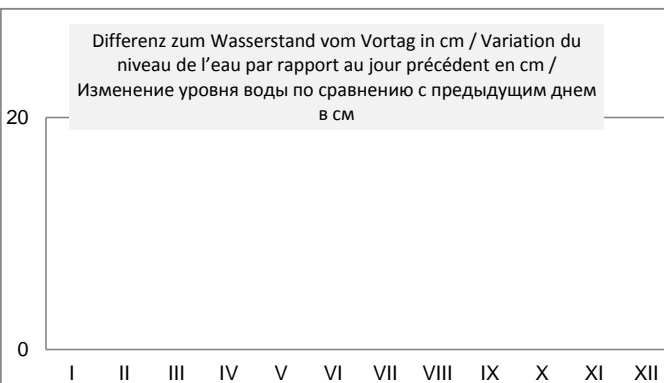 Differenz zum Wasserstand vom Vortag in cm / Variation du
niveau de l'eau par rapport au jour précédent en cm /
Изменение уровня воды по сравнению с предыдущим днем
в см
20
0
I II III IV V VI VII VIII IX X XI XII